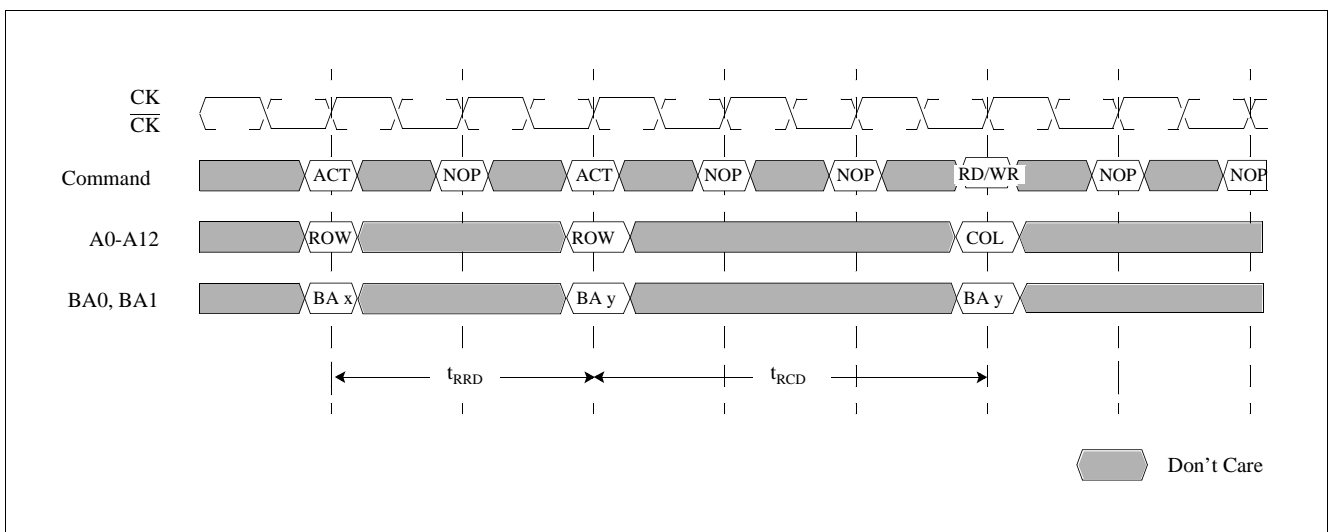 CK
CK
Command ACT NOP ACT NOP NOP RD/WR NOP NOP
A0-A12 ROW ROW COL
BA0, BA1 BA x BA y BA y
tRRD tRCD
Don't Care